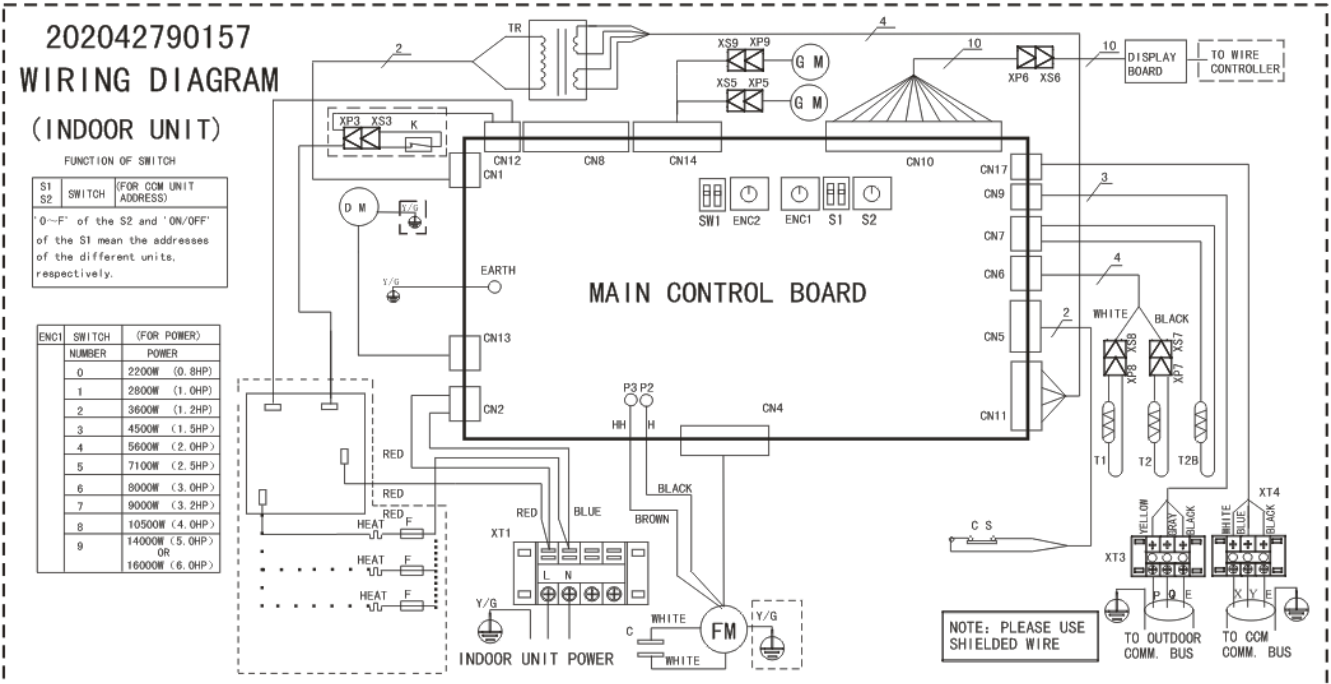 202042790157
WIRING DIAGRAM
(INDOOR UNIT)
FUNCTION OF SWITCH
S1
S2
SWITCH
(FOR CCM UNIT
ADDRESS)
'0～F' of the S2 and 'ON/OFF'
of the S1 mean the addresses
of the different units,
respectively.
ENC1 SWITCH (FOR POWER)
NUMBER POWER
0 2200W (0.8HP)
1 2800W (1.0HP)
2 3600W (1.2HP)
3 4500W (1.5HP)
4 5600W (2.0HP)
5 7100W (2.5HP)
6 8000W (3.0HP)
7 9000W (3.2HP)
8 10500W (4.0HP)
9 14000W (5.0HP)
OR
16000W (6.0HP)
2
TR
4
XS9 XP9
G M
XS5 XP5
G M
10
XP6 XS6
10
DISPLAY
BOARD
TO WIRE
CONTROLLER
XP3 XS3
K
CN12
CN8
CN14
CN10
CN1
CN17
CN9
3
D M
Y/G
SW1
ENC2
ENC1
S1
S2
CN7
EARTH
Y/G
MAIN CONTROL BOARD
CN6
4
WHITE
BLACK
CN13
CN5
2
XP8 XS8
XP7 XS7
CN2
P3 P2
HH
H
CN4
CN11
T1
T2
T2B
RED
RED
RED
HEAT F
HEAT F
HEAT F
BLACK
BROWN
RED
BLUE
XT1
L N
Y/G
INDOOR UNIT POWER
C
WHITE
WHITE
FM
Y/G
C S
YELLOW
GRAY
BLACK
XT3
P Q E
TO OUTDOOR
COMM. BUS
WHITE
BLUE
BLACK
XT4
X Y E
TO CCM
COMM. BUS
NOTE: PLEASE USE
SHIELDED WIRE